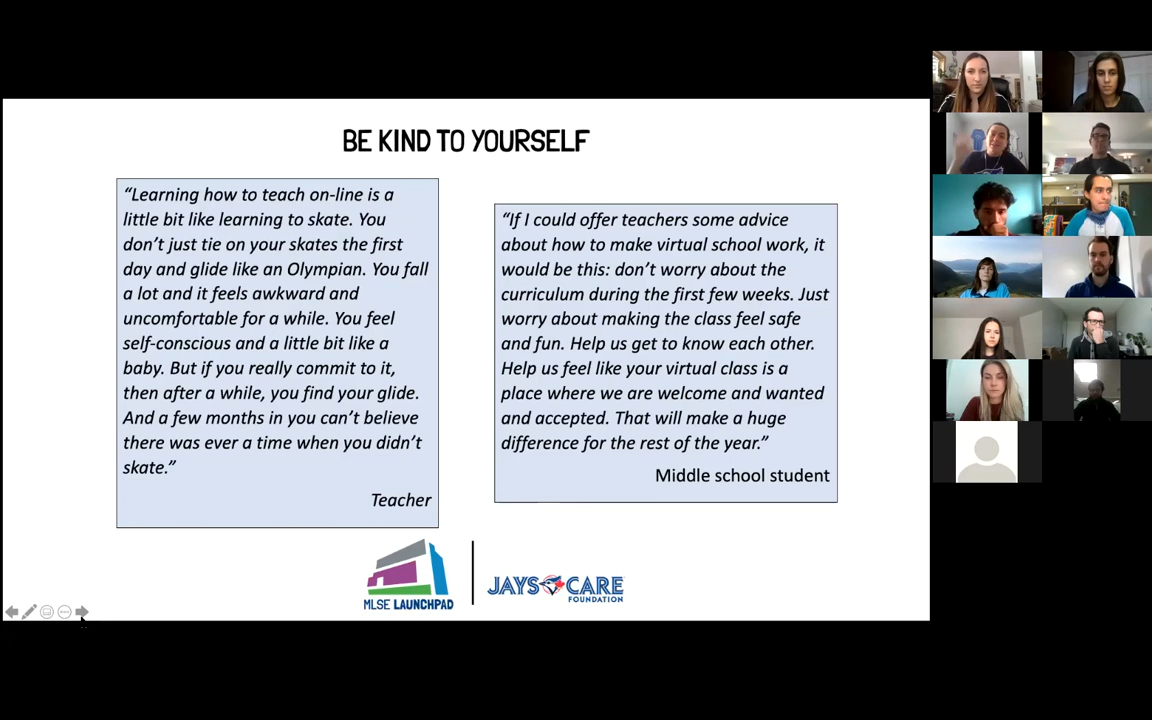 BE KIND TO YOURSELF
“Learning how to teach on-line is a
little bit like learning to skate. You
don’t just tie on your skates the first
day and glide like an Olympian. You fall
a lot and it feels awkward and
uncomfortable for a while. You feel
self-conscious and a little bit like a
baby. But if you really commit to it,
then after a while, you find your glide.
And a few months in you can’t believe
there was ever a time when you didn’t
skate.”
Teacher
“If I could offer teachers some advice
about how to make virtual school work, it
would be this: don’t worry about the
curriculum during the first few weeks. Just
worry about making the class feel safe
and fun. Help us get to know each other.
Help us feel like your virtual class is a
place where we are welcome and wanted
and accepted. That will make a huge
difference for the rest of the year.”
Middle school student
MLSE LAUNCHPAD
JAYS CARE
FOUNDATION